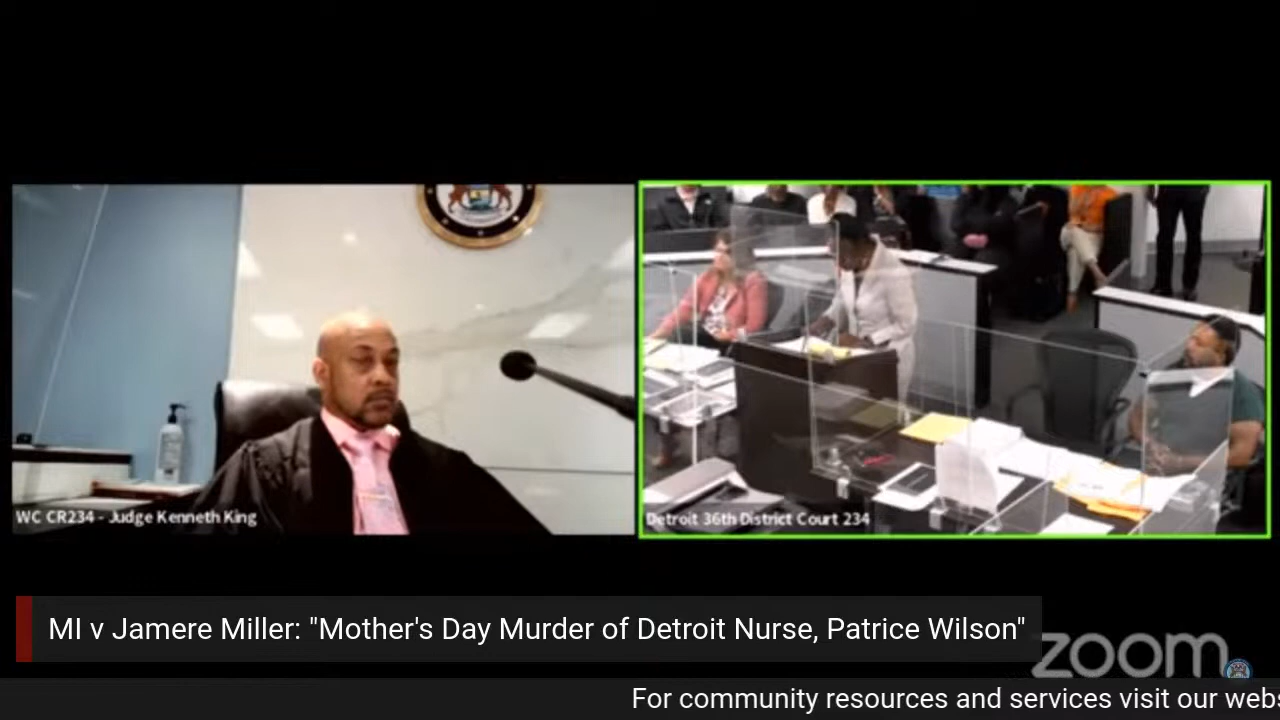 WC CR234 - Judge Kenneth King
Detroit 36th District Court 234
MI v Jamere Miller: "Mother's Day Murder of Detroit Nurse, Patrice Wilson"
zoom
For community resources and services visit our webs